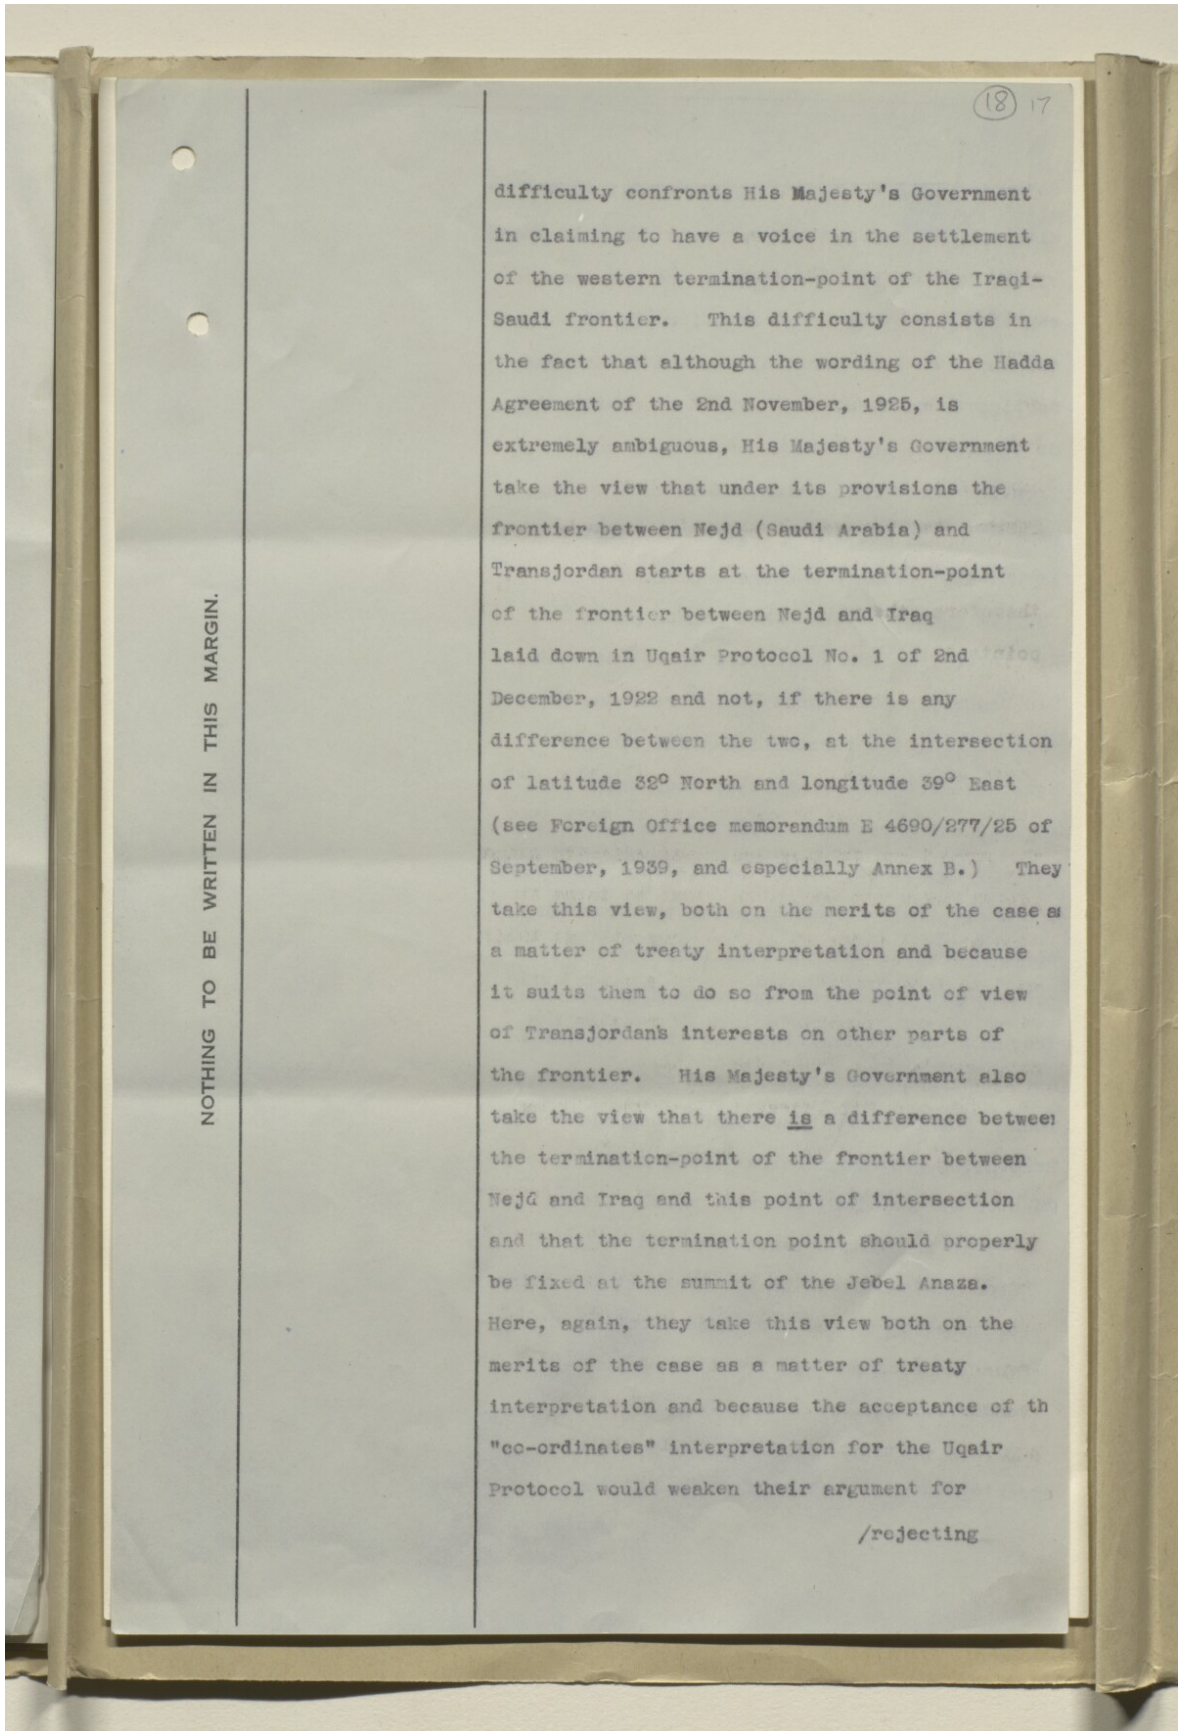 18 17
difficulty confronts His Majesty's Government
in claiming to have a voice in the settlement
of the western termination-point of the Iraqi-
Saudi frontier. This difficulty consists in
the fact that although the wording of the Hadda
Agreement of the 2nd November, 1925, is
extremely ambiguous, His Majesty's Government
take the view that under its provisions the
frontier between Nejd (Saudi Arabia) and
Transjordan starts at the termination-point
of the frontier between Nejd and Iraq
laid down in Uqair Protocol No. 1 of 2nd
December, 1922 and not, if there is any
difference between the two, at the intersection
of latitude 32° North and longitude 39° East
(see Foreign Office memorandum E 4690/277/25 of
September, 1939, and especially Annex B.) They
take this view, both on the merits of the case as
a matter of treaty interpretation and because
it suits them to do so from the point of view
of Transjordan's interests on other parts of
the frontier. His Majesty's Government also
take the view that there is a difference between
the termination-point of the frontier between
Nejd and Iraq and this point of intersection
and that the termination point should properly
be fixed at the summit of the Jebel Anaza.
Here, again, they take this view both on the
merits of the case as a matter of treaty
interpretation and because the acceptance of th
"co-ordinates" interpretation for the Uqair
Protocol would weaken their argument for
/rejecting
NOTHING TO BE WRITTEN IN THIS MARGIN.